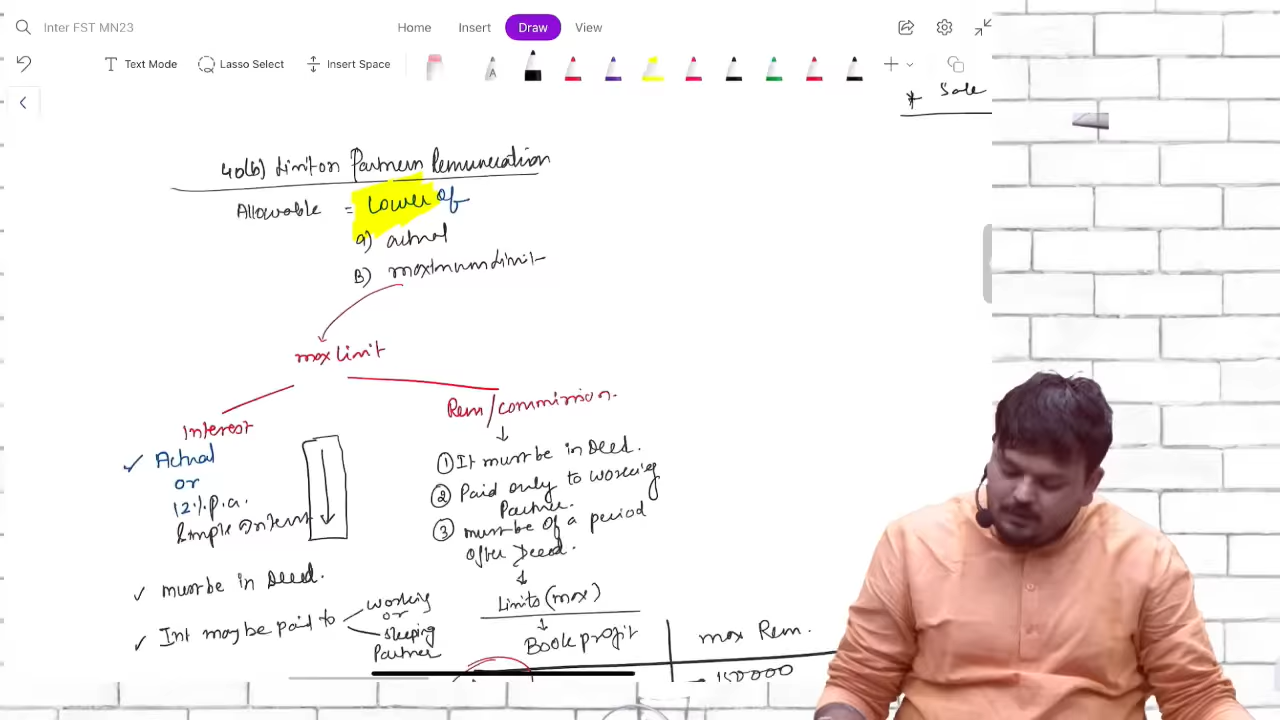 Inter FST MN23
Home Insert Draw View
Text Mode Lasso Select Insert Space
* Sale
40(b) Limit on Partners Remuneration
Allowable = Lower of
a) actual
B) maximum Limit
max Limit
Interest
✓ Actual
or
12% p.a.
Simple Interest
✓ must be in Deed.
✓ Int may be paid to working
or
sleeping
Partner
Rem/commission.
↓
① It must be in Deed.
② Paid only to working
Partner.
③ must be of a period
after Deed.
↓
Limits (max)
↓
Book profit
max Rem.
150000